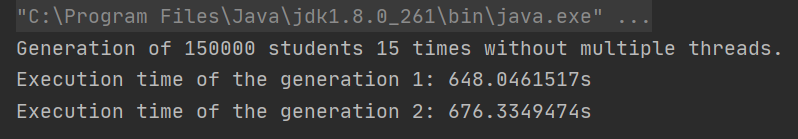 "C:\Program Files\Java\jdk1.8.0_261\bin\java.exe" ...
Generation of 150000 students 15 times without multiple threads.
Execution time of the generation 1: 648.0461517s
Execution time of the generation 2: 676.3349474s